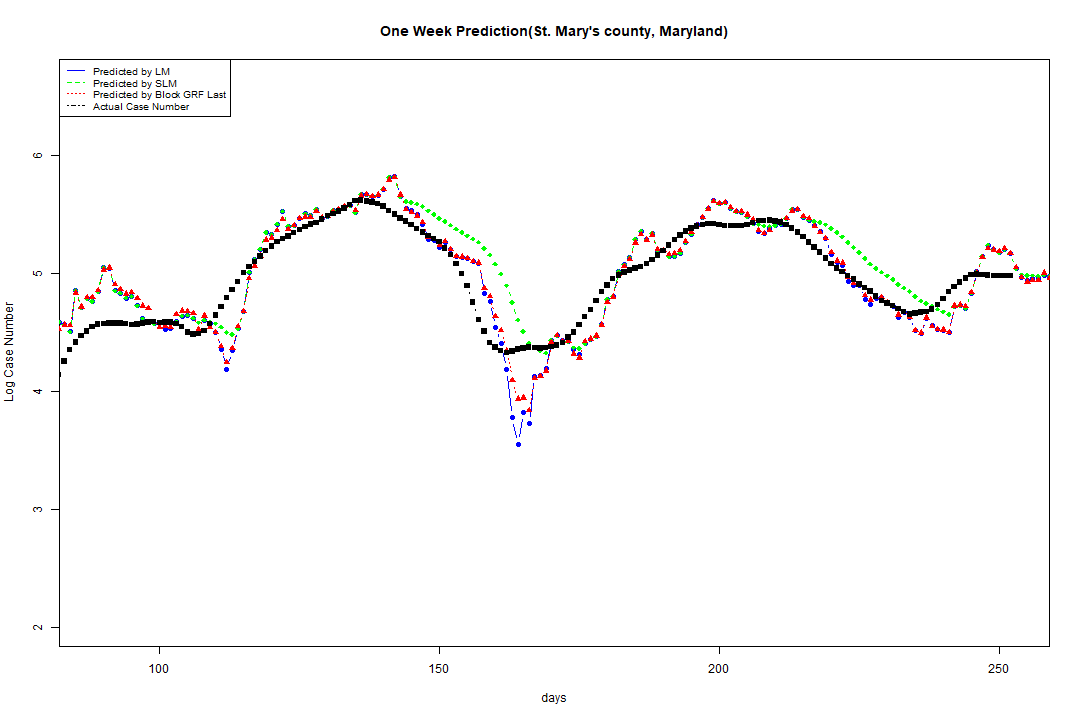 One Week Prediction(St. Mary's county, Maryland)
Predicted by LM
Predicted by SLM
Predicted by Block GRF Last
Actual Case Number
6
5
4
3
2
Log Case Number
100 150 200 250
days